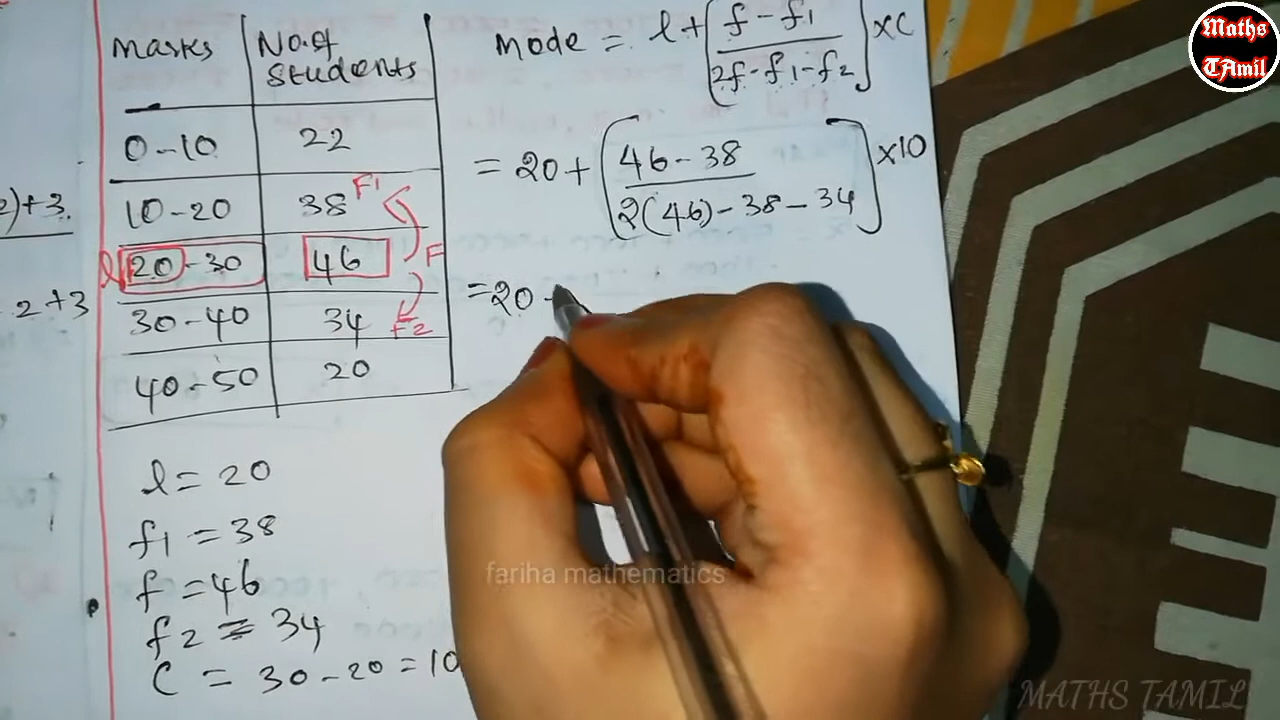 Marks No. of Students
0-10 22
10-20 38 F1
l 20-30 46 F
30-40 34 F2
40-50 20
l = 20
f1 = 38
f = 46
f2 = 34
C = 30 - 20 = 10
Mode = l + [f - f1 / 2f - f1 - f2] × C
= 20 + [46 - 38 / 2(46) - 38 - 34] × 10
= 20 -
2)+3.
2+3
Maths
TAmil
fariha mathematics
MATHS TAMIL